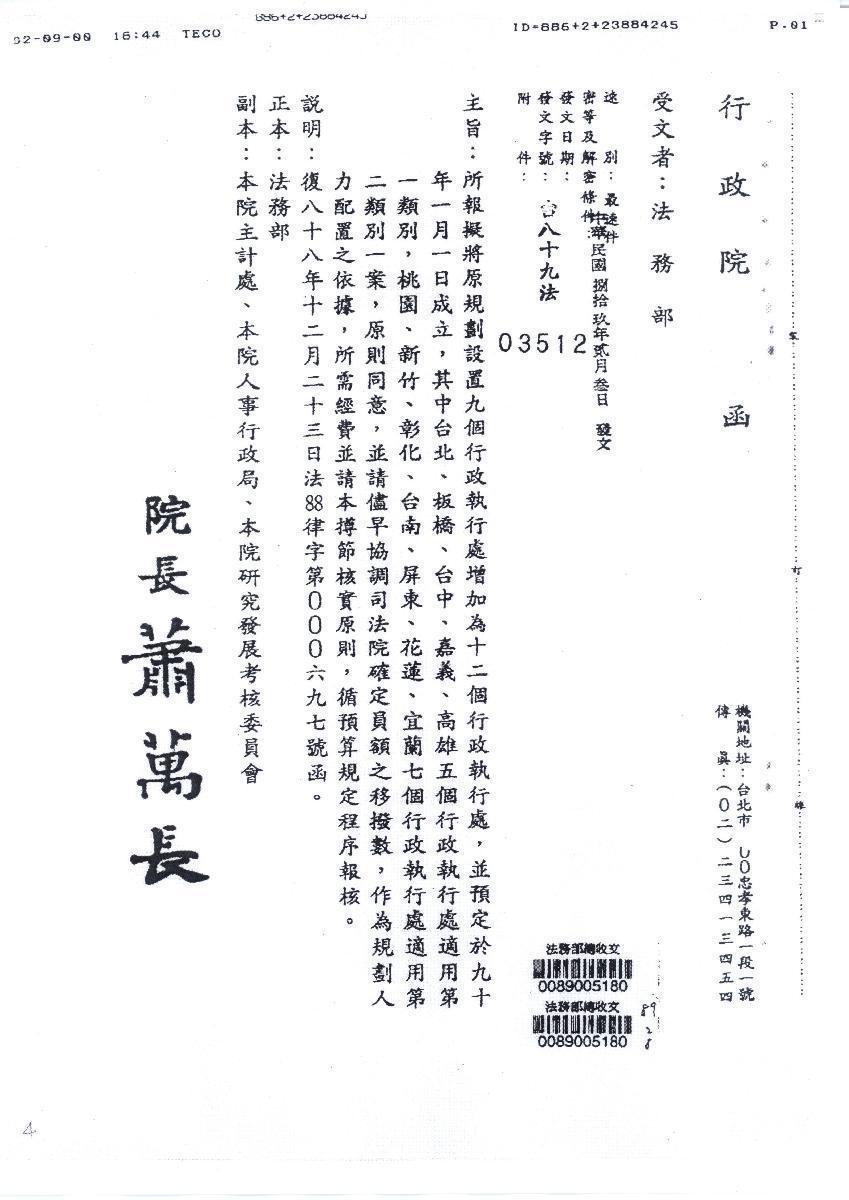 886+2+23884245
02-09-00 16:44 TECO
ID=886+2+23884245
P.01
裝
訂
線
行政院 函
機關地址：台北市100忠孝東路一段一號
傳 真：（〇二）二三四一三四五四
受文者：法務部
速別：最速件
密等及解密條件：
發文日期：中華民國捌拾玖年貳月叁日 發文
發文字號：台八十九法 03512
附件：
主旨：所報擬將原規劃設置九個行政執行處增加為十二個行政執行處，並預定於九十
年一月一日成立，其中台北、板橋、台中、嘉義、高雄五個行政執行處適用第
一類別，桃園、新竹、彰化、台南、屏東、花蓮、宜蘭七個行政執行處適用第
二類別一案，原則同意，並請儘早協調司法院確定員額之移撥數，作為規劃人
力配置之依據，所需經費並請本撙節核實原則，循預算規定程序報核。
說明：復八十八年十二月二十三日法88律字第〇〇〇六九七號函。
正本：法務部
副本：本院主計處、本院人事行政局、本院研究發展考核委員會
院長 蕭萬長
法務部總收文
0089005180
法務部總收文
0089005180
89
2
8
4